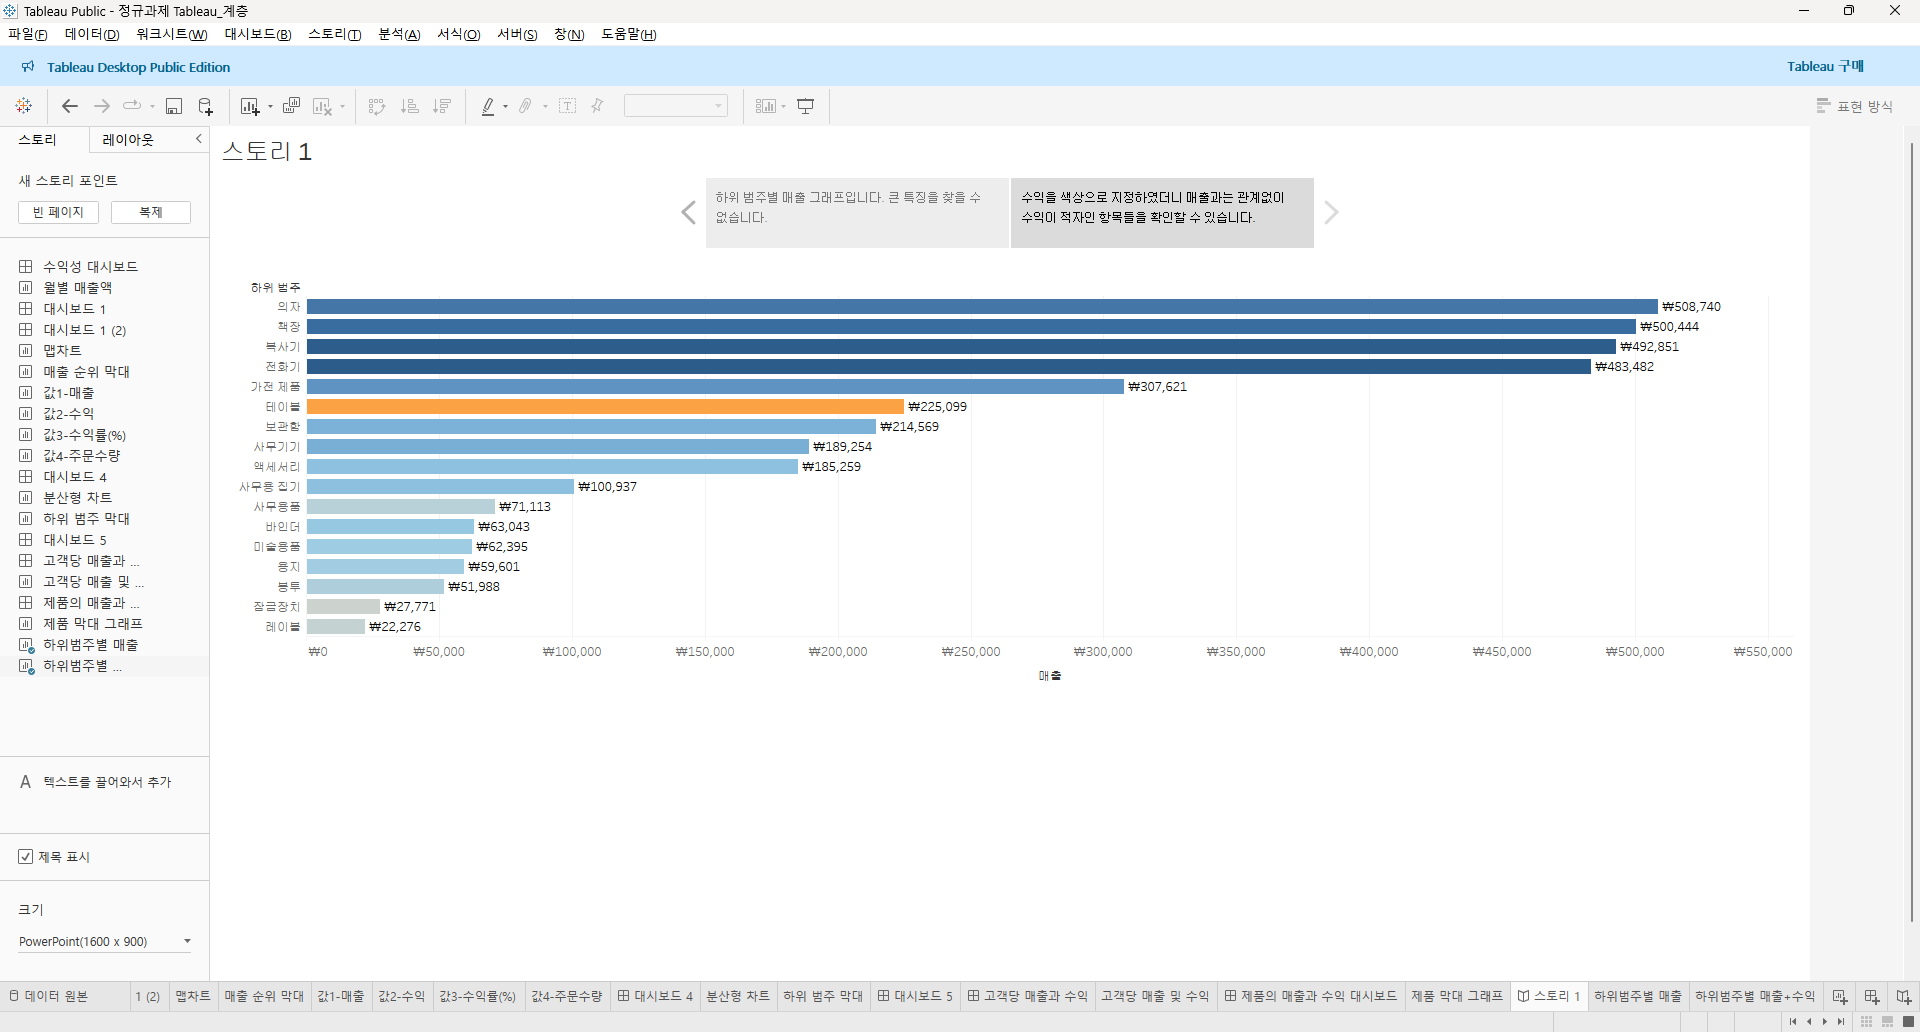 Tableau Public - 정규과제 Tableau_계층
파일(F) 데이터(D) 워크시트(W) 대시보드(B) 스토리(T) 분석(A) 서식(O) 서버(S) 창(N) 도움말(H)
Tableau Desktop Public Edition
Tableau 구매
표현 방식
스토리 레이아웃
새 스토리 포인트
빈 페이지 복제
수익성 대시보드
월별 매출액
대시보드 1
대시보드 1 (2)
맵차트
매출 순위 막대
값1-매출
값2-수익
값3-수익률(%)
값4-주문수량
대시보드 4
분산형 차트
하위 범주 막대
대시보드 5
고객당 매출과 ...
고객당 매출 및 ...
제품의 매출과 ...
제품 막대 그래프
하위범주별 매출
하위범주별 ...
A 텍스트를 끌어와서 추가
제목 표시
크기
PowerPoint(1600 x 900)
스토리 1
하위 범주별 매출 그래프입니다. 큰 특징을 찾을 수
없습니다.
수익을 색상으로 지정하였더니 매출과는 관계없이
수익이 적자인 항목들을 확인할 수 있습니다.
하위 범주
의자 ₩508,740
책장 ₩500,444
복사기 ₩492,851
전화기 ₩483,482
가전 제품 ₩307,621
테이블 ₩225,099
보관함 ₩214,569
사무기기 ₩189,254
액세서리 ₩185,259
사무용 집기 ₩100,937
사무용품 ₩71,113
바인더 ₩63,043
미술용품 ₩62,395
용지 ₩59,601
봉투 ₩51,988
잠금장치 ₩27,771
레이블 ₩22,276
₩0 ₩50,000 ₩100,000 ₩150,000 ₩200,000 ₩250,000 ₩300,000 ₩350,000 ₩400,000 ₩450,000 ₩500,000 ₩550,000
매출
데이터 원본 1 (2) 맵차트 매출 순위 막대 값1-매출 값2-수익 값3-수익률(%) 값4-주문수량 대시보드 4 분산형 차트 하위 범주 막대 대시보드 5 고객당 매출과 수익 고객당 매출 및 수익 제품의 매출과 수익 대시보드 제품 막대 그래프 스토리 1 하위범주별 매출 하위범주별 매출+수익